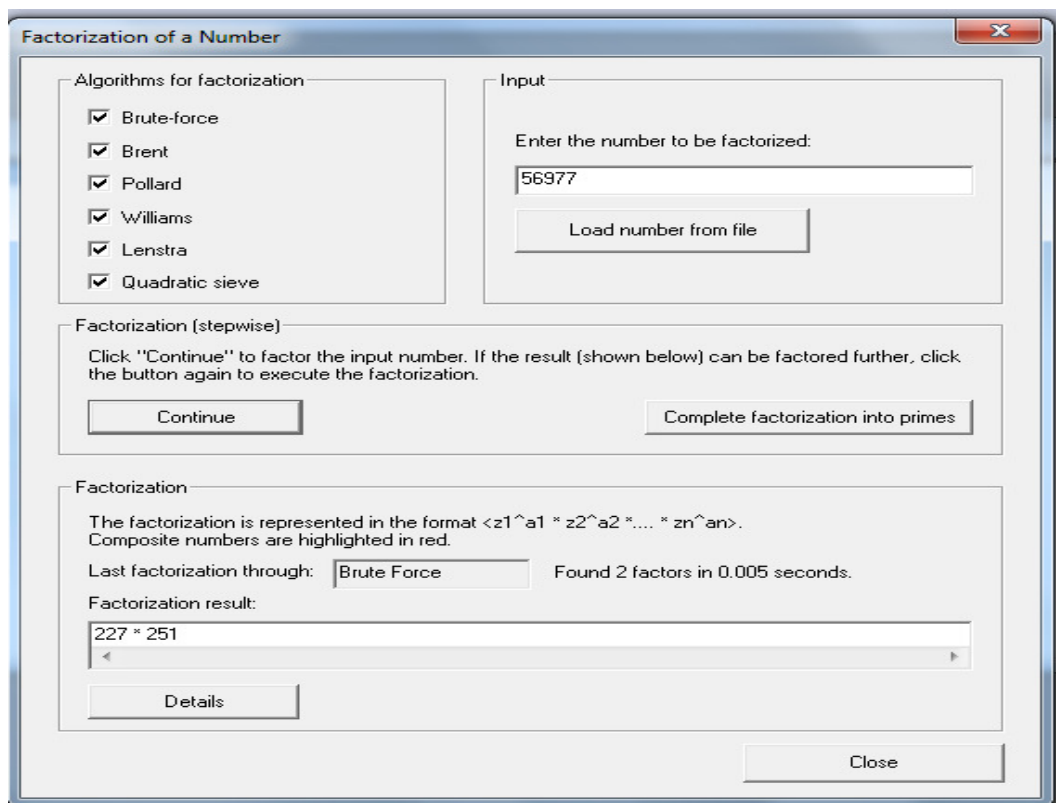 Factorization of a Number
Algorithms for factorization
Brute-force
Brent
Pollard
Williams
Lenstra
Quadratic sieve
Input
Enter the number to be factorized:
56977
Load number from file
Factorization (stepwise)
Click "Continue" to factor the input number. If the result (shown below) can be factored further, click
the button again to execute the factorization.
Continue
Complete factorization into primes
Factorization
The factorization is represented in the format <z1^a1 * z2^a2 *.... * zn^an>.
Composite numbers are highlighted in red.
Last factorization through: Brute Force Found 2 factors in 0.005 seconds.
Factorization result:
227 * 251
Details
Close